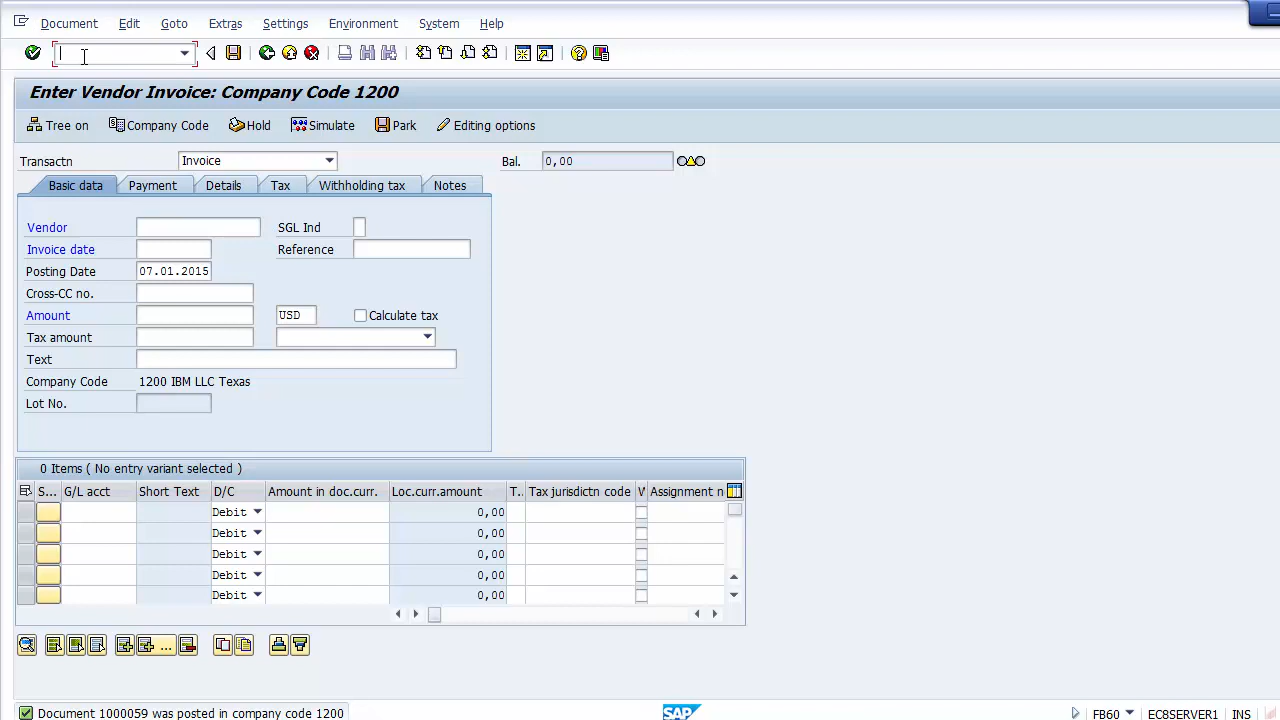 Document Edit Goto Extras Settings Environment System Help
Enter Vendor Invoice: Company Code 1200
Tree on Company Code Hold Simulate Park Editing options
Transactn Invoice Bal. 0,00
Basic data Payment Details Tax Withholding tax Notes
Vendor SGL Ind
Invoice date Reference
Posting Date 07.01.2015
Cross-CC no.
Amount USD Calculate tax
Tax amount
Text
Company Code 1200 IBM LLC Texas
Lot No.
0 Items ( No entry variant selected )
S... G/L acct Short Text D/C Amount in doc.curr. Loc.curr.amount T.. Tax jurisdictn code V Assignment n
Debit 0,00
Debit 0,00
Debit 0,00
Debit 0,00
Debit 0,00
Document 1000059 was posted in company code 1200 SAP FB60 EC8SERVER1 INS